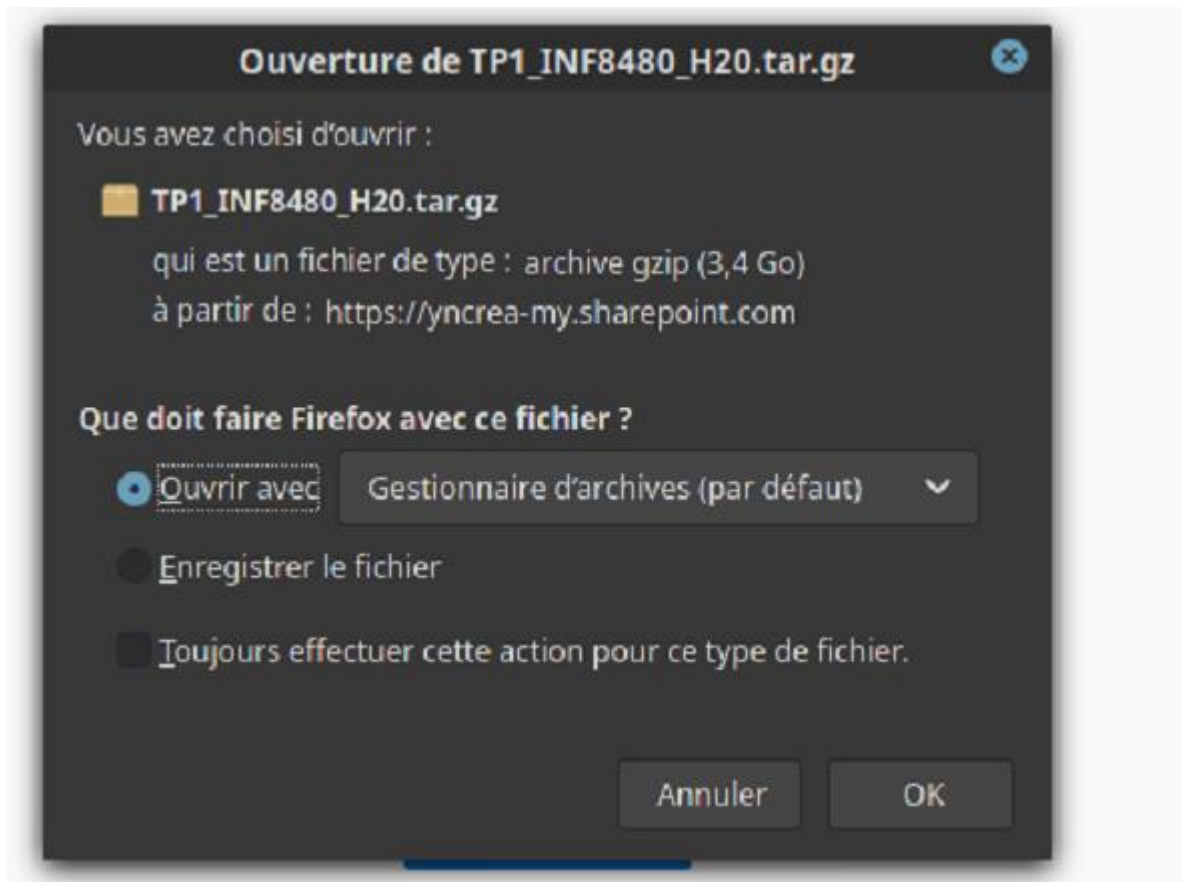 Ouverture de TP1_INF8480_H20.tar.gz
Vous avez choisi d'ouvrir :
TP1_INF8480_H20.tar.gz
qui est un fichier de type : archive gzip (3,4 Go)
à partir de : https://yncrea-my.sharepoint.com
Que doit faire Firefox avec ce fichier ?
Ouvrir avec Gestionnaire d'archives (par défaut)
Enregistrer le fichier
Toujours effectuer cette action pour ce type de fichier.
Annuler OK